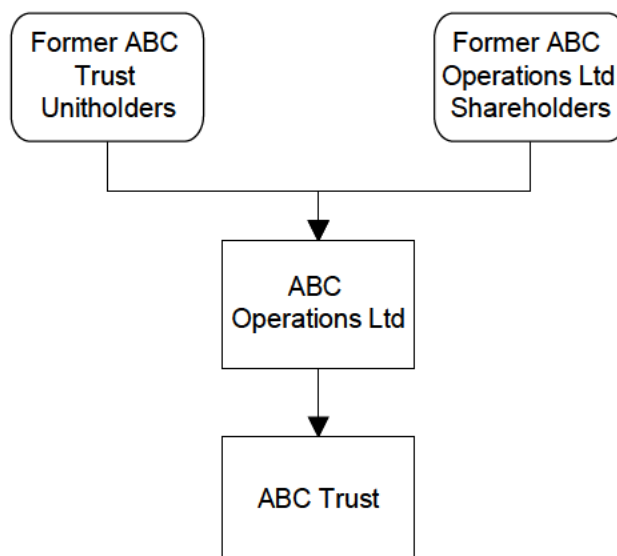 Former ABC
Trust
Unitholders
Former ABC
Operations Ltd
Shareholders
ABC
Operations Ltd
ABC Trust